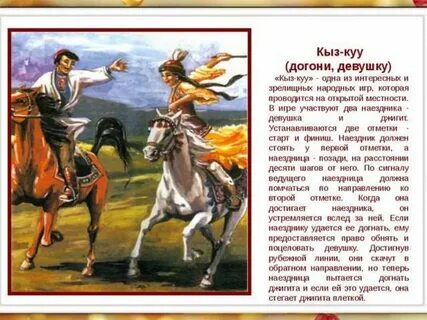 Кыз-куу
(догони, девушку)
«Кыз-куу» - одна из интересных и
зрелищных народных игр, которая
проводится на открытой местности.
В игре участвуют два наездника -
девушка и джигит.
Устанавливаются две отметки -
старт и финиш. Наездник должен
стоять у первой отметки, а
наездница - позади, на расстоянии
десяти шагов от него. По сигналу
ведущего наездница должна
помчаться по направлению ко
второй отметке. Когда она
достигает наездника, он
устремляется вслед за ней. Если
наезднику удается ее догнать, ему
предоставляется право обнять и
поцеловать девушку. Достигнув
рубежной линии, они скачут в
обратном направлении, но теперь
наездница пытается догнать
джигита и если ей это удается, она
стегает джигита плеткой.